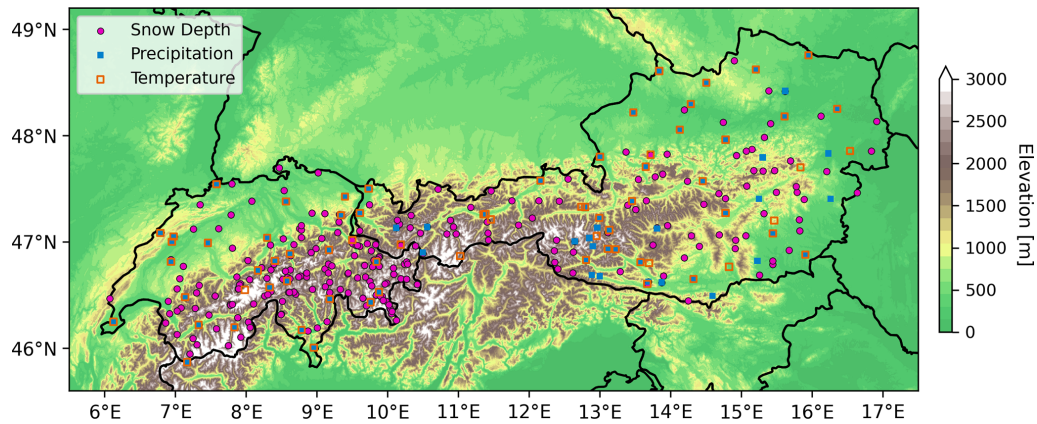 49°N
48°N
47°N
46°N
Snow Depth
Precipitation
Temperature
6°E 7°E 8°E 9°E 10°E 11°E 12°E 13°E 14°E 15°E 16°E 17°E
3000
2500
2000
1500
1000
500
0
Elevation [m]